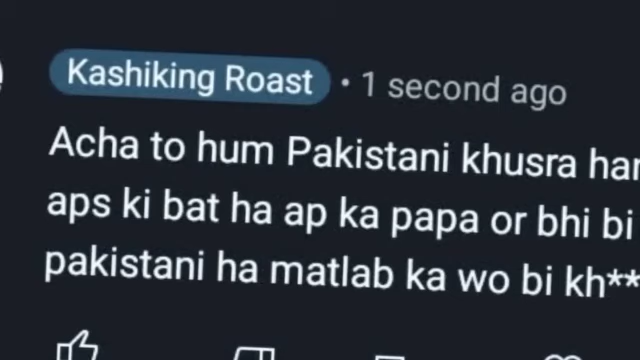 Kashiking Roast • 1 second ago
Acha to hum Pakistani khusra
aps ki bat ha ap ka papa or bhi bi
pakistani ha matlab ka wo bi kh**